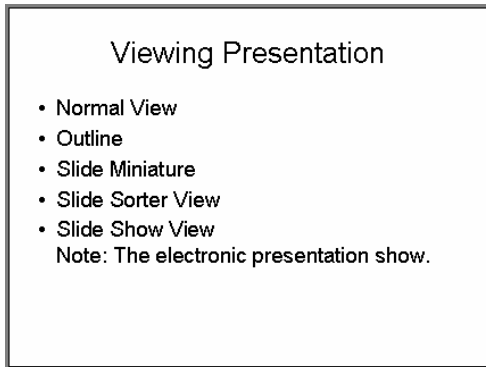 Viewing Presentation
• Normal View
• Outline
• Slide Miniature
• Slide Sorter View
• Slide Show View
Note: The electronic presentation show.